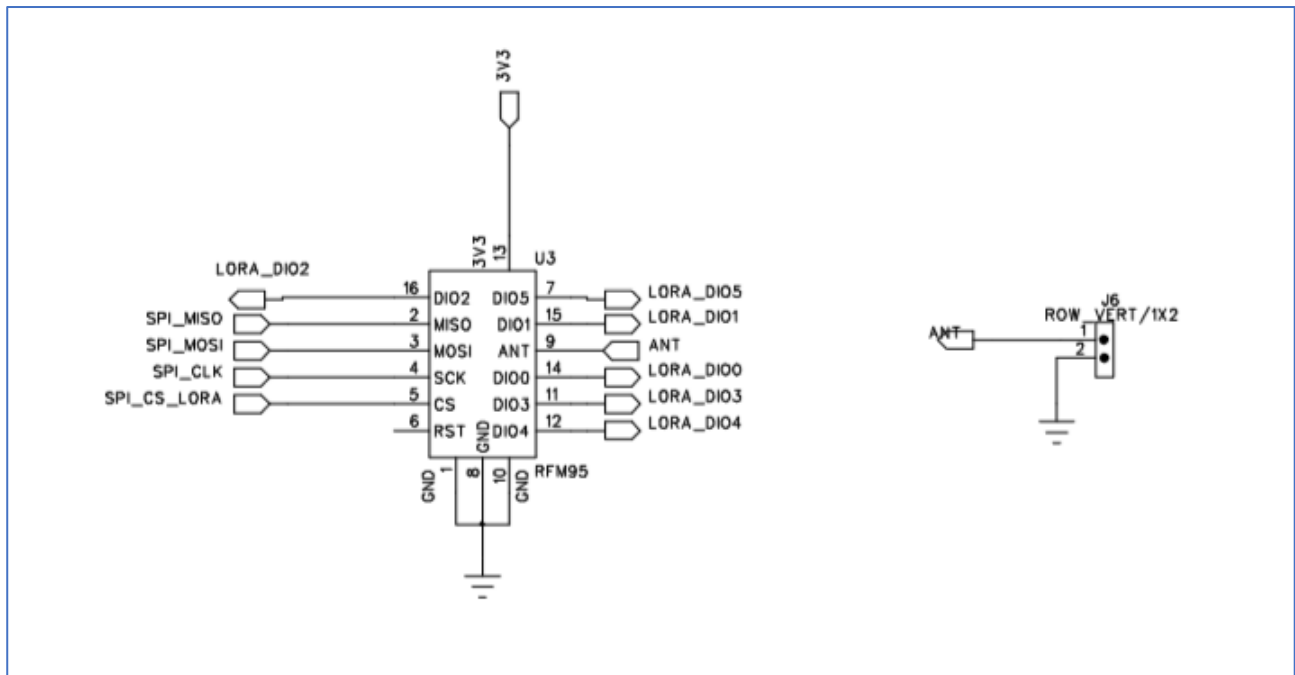 3V3
3V3
13
U3
LORA_DIO2
16 DIO2 DIO5 7 LORA_DIO5
SPI_MISO 2 MISO DIO1 15 LORA_DIO1
SPI_MOSI 3 MOSI ANT 9 ANT
SPI_CLK 4 SCK DIO0 14 LORA_DIO0
SPI_CS_LORA 5 CS DIO3 11 LORA_DIO3
6 RST GND DIO4 12 LORA_DIO4
GND 1 8 10 GND RFM95
J6
ROW VERT/1X2
ANT 1
2